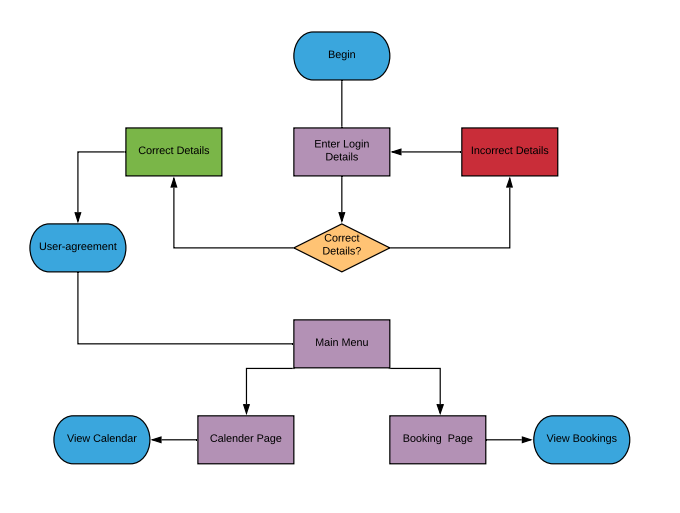 Begin
Correct Details
Enter Login
Details
Incorrect Details
User-agreement
Correct
Details?
Main Menu
View Calendar
Calender Page
Booking  Page
View Bookings